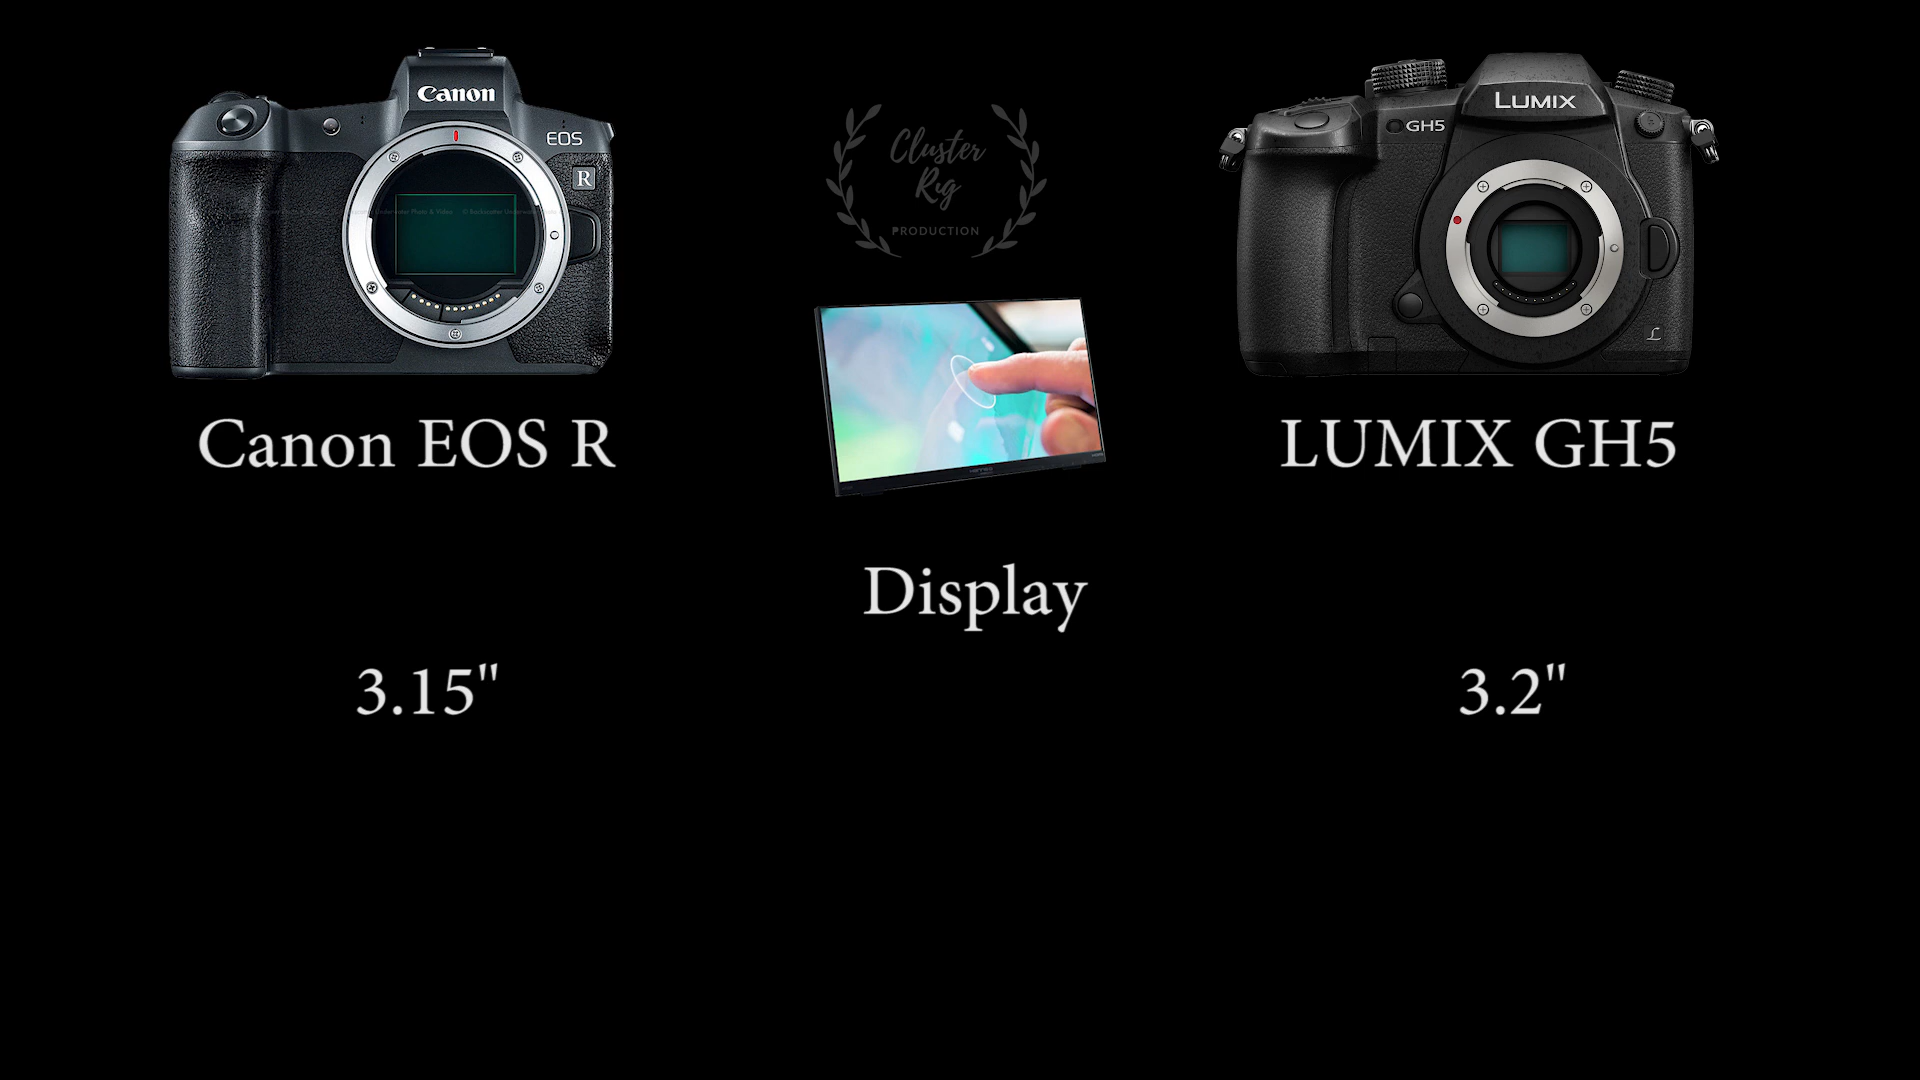 Canon
EOS
R
Cluster
Rig
PRODUCTION
LUMIX
GH5
L
Canon EOS R
LUMIX GH5
Display
3.15"
3.2"